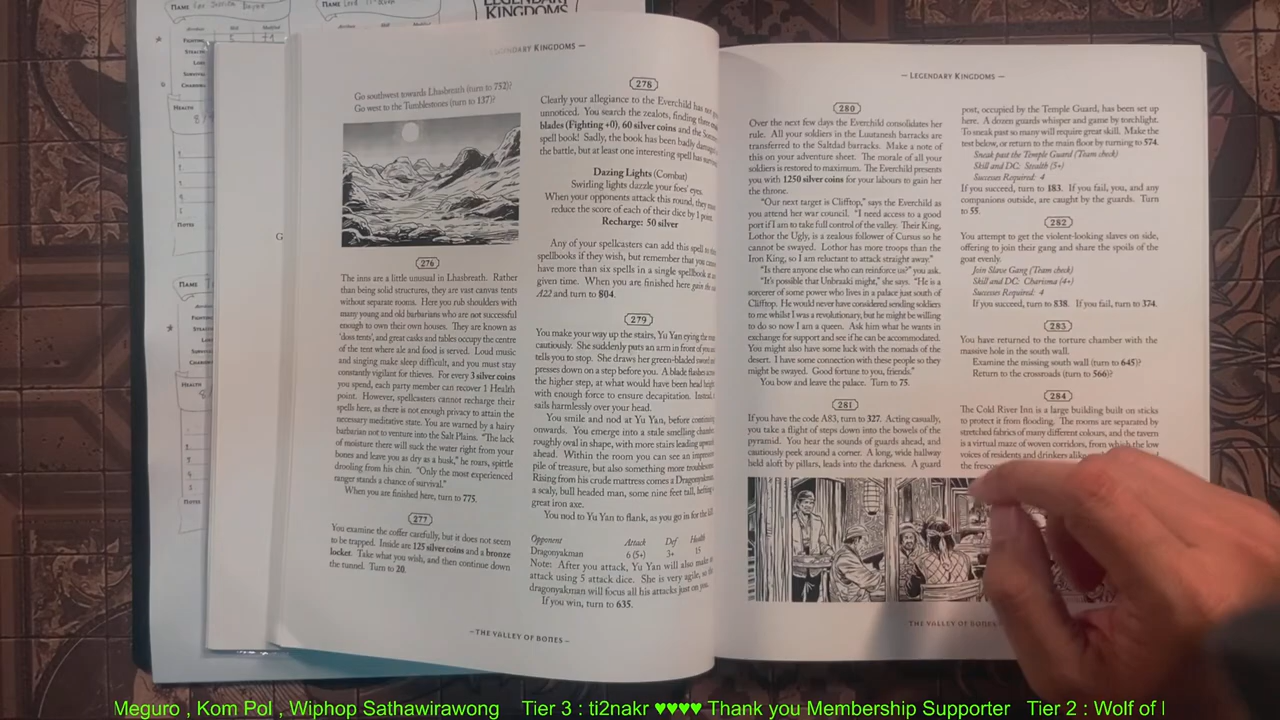 NAME
NAME
LEGENDARY
KINGDOMS
FIGHTING
STEALTH
LORE
SURVIVAL
HEALTH
NOTES
NAME
HEALTH
NOTES
LEGENDARY KINGDOMS —
Go southwest towards Lhasbreath (turn to 752)?
Go west to the Tumblestones (turn to 137)?
276
The inns are a little unusual in Lhasbreath. Rather
than being solid structures, they are vast canvas tents
without separate rooms. Here you rub shoulders with
many young and old barbarians who are not successful
enough to own their own houses. They are known as
'doss tents', and great casks and tables occupy the centre
of the tent where ale and food is served. Loud music
and singing make sleep difficult, and you must stay
constantly vigilant for thieves. For every 3 silver coins
you spend, each party member can recover 1 Health
point. However, spellcasters cannot recharge their
spells here, as there is not enough privacy to attain the
necessary meditative state. You are warned by a hairy
barbarian not to venture into the Salt Plains. "The lack
of moisture there will suck the water right from your
bones and leave you as dry as a husk," he roars, spittle
drooling from his chin. "Only the most experienced
ranger stands a chance of survival."
When you are finished here, turn to 775.
277
You examine the coffer carefully, but it does not seem
to be trapped. Inside are 125 silver coins and a bronze
locket. Take what you wish, and then continue down
the tunnel. Turn to 20.
278
Clearly your allegiance to the Everchild has not
unnoticed. You search the zealots, finding three
blades (Fighting +0), 60 silver coins and the
spell book! Sadly, the book has been badly damaged
the battle, but at least one interesting spell has survived
Dazing Lights (Combat)
Swirling lights dazzle your foes' eyes.
When your opponents attack this round, they must
reduce the score of each of their dice by 1 point.
Recharge: 50 silver
Any of your spellcasters can add this spell to
spellbooks if they wish, but remember that you cannot
have more than six spells in a single spellbook at
given time. When you are finished here gain the
A22 and turn to 804.
279
You make your way up the stairs, Yu Yan eying the
cautiously. She suddenly puts an arm in front of you and
tells you to stop. She draws her green-bladed sword and
presses down on a step before you. A blade flashes across
the higher step, at what would have been head height
with enough force to ensure decapitation. Instead, it
sails harmlessly over your head.
You smile and nod at Yu Yan, before continuing
onwards. You emerge into a stale smelling chamber
roughly oval in shape, with more stairs leading upwards
ahead. Within the room you can see an impressive
pile of treasure, but also something more troublesome.
Rising from his crude mattress comes a Dragonyakman,
a scaly, bull headed man, some nine feet tall, hefting a
great iron axe.
You nod to Yu Yan to flank, as you go in for the kill.
Opponent Attack Def Health
Dragonyakman 6 (5+) 3+ 15
Note: After you attack, Yu Yan will also make an
attack using 5 attack dice. She is very agile, so the
dragonyakman will focus all his attacks just on you.
If you win, turn to 635.
– THE VALLEY OF BONES –
— LEGENDARY KINGDOMS —
280
Over the next few days the Everchild consolidates her
rule. All your soldiers in the Luutanesh barracks are
transferred to the Saltdad barracks. Make a note of
this on your adventure sheet. The morale of all your
soldiers is restored to maximum. The Everchild presents
you with 1250 silver coins for your labours to gain her
the throne.
"Our next target is Clifftop," says the Everchild as
you attend her war council. "I need access to a good
port if I am to take full control of the valley. Their King,
Lothor the Ugly, is a zealous follower of Cursus so he
cannot be swayed. Lothor has more troops than the
Iron King, so I am reluctant to attack straight away."
"Is there anyone else who can reinforce us?" you ask.
"It's possible that Unbraaki might," she says. "He is a
sorcerer of some power who lives in a palace just south of
Clifftop. He would never have considered sending soldiers
to me whilst I was a revolutionary, but he might be willing
to do so now I am a queen. Ask him what he wants in
exchange for support and see if he can be accommodated.
You might also have some luck with the nomads of the
desert. I have some connection with these people so they
might be swayed. Good fortune to you, friends."
You bow and leave the palace. Turn to 75.
281
If you have the code A83, turn to 327. Acting casually,
you take a flight of steps down into the bowels of the
pyramid. You hear the sounds of guards ahead, and
cautiously peek around a corner. A long, wide hallway
held aloft by pillars, leads into the darkness. A guard
post, occupied by the Temple Guard, has been set up
here. A dozen guards whisper and game by torchlight.
To sneak past so many will require great skill. Make the
test below, or return to the main floor by turning to 574.
Sneak past the Temple Guard (Team check)
Skill and DC: Stealth (5+)
Successes Required: 4
If you succeed, turn to 183. If you fail, you, and any
companions outside, are caught by the guards. Turn
to 55.
282
You attempt to get the violent-looking slaves on side,
offering to join their gang and share the spoils of the
goat evenly.
Join Slave Gang (Team check)
Skill and DC: Charisma (4+)
Successes Required: 4
If you succeed, turn to 838. If you fail, turn to 374.
283
You have returned to the torture chamber with the
massive hole in the south wall.
Examine the missing south wall (turn to 645)?
Return to the crossroads (turn to 566)?
284
The Cold River Inn is a large building built on sticks
to protect it from flooding. The rooms are separated by
stretched fabrics of many different colours, and the tavern
is a virtual maze of woven corridors, from which the low
voices of residents and drinkers alike
the
THE VALLEY OF BONES
Meguro , Kom Pol , Wiphop Sathawirawong Tier 3 : ti2nakr ♥♥♥♥ Thank you Membership Supporter Tier 2 : Wolf of